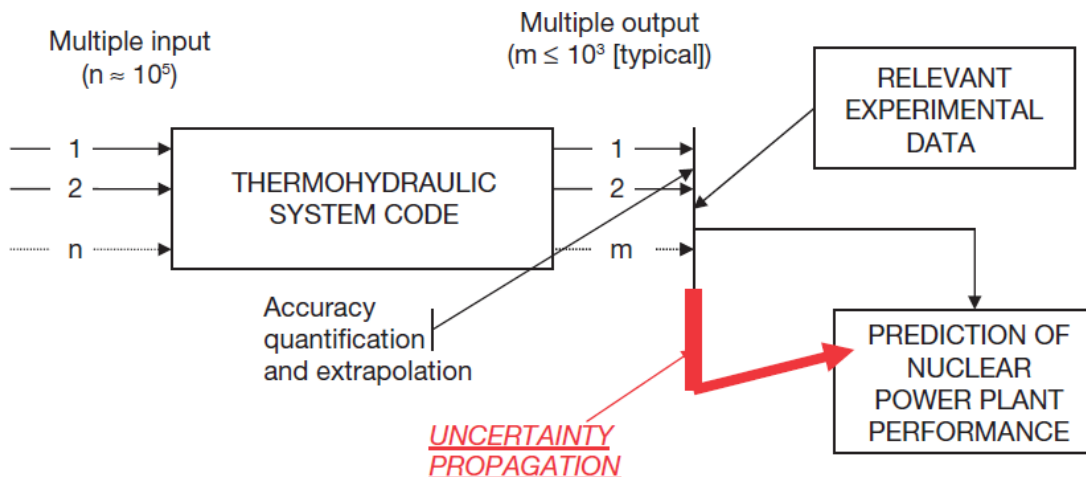 Multiple input
(n ≈ 10⁵)
Multiple output
(m ≤ 10³ [typical])
RELEVANT
EXPERIMENTAL
DATA
1
2
n
THERMOHYDRAULIC
SYSTEM CODE
1
2
m
Accuracy
quantification
and extrapolation
UNCERTAINTY
PROPAGATION
PREDICTION OF
NUCLEAR
POWER PLANT
PERFORMANCE